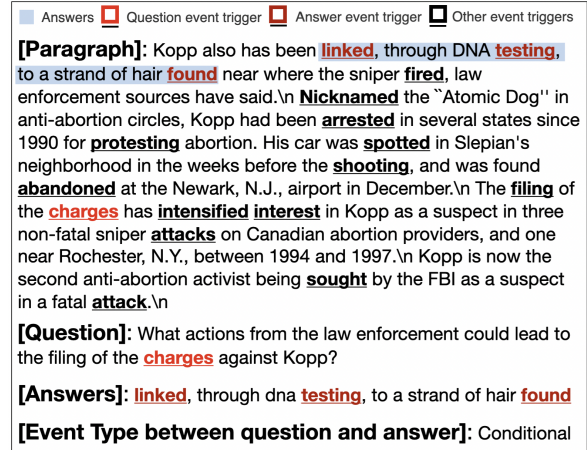 Answers Question event trigger Answer event trigger Other event triggers
[Paragraph]: Kopp also has been linked, through DNA testing,
to a strand of hair found near where the sniper fired, law
enforcement sources have said.\n Nicknamed the ``Atomic Dog'' in
anti-abortion circles, Kopp had been arrested in several states since
1990 for protesting abortion. His car was spotted in Slepian's
neighborhood in the weeks before the shooting, and was found
abandoned at the Newark, N.J., airport in December.\n The filing of
the charges has intensified interest in Kopp as a suspect in three
non-fatal sniper attacks on Canadian abortion providers, and one
near Rochester, N.Y., between 1994 and 1997.\n Kopp is now the
second anti-abortion activist being sought by the FBI as a suspect
in a fatal attack.\n
[Question]: What actions from the law enforcement could lead to
the filing of the charges against Kopp?
[Answers]: linked, through dna testing, to a strand of hair found
[Event Type between question and answer]: Conditional